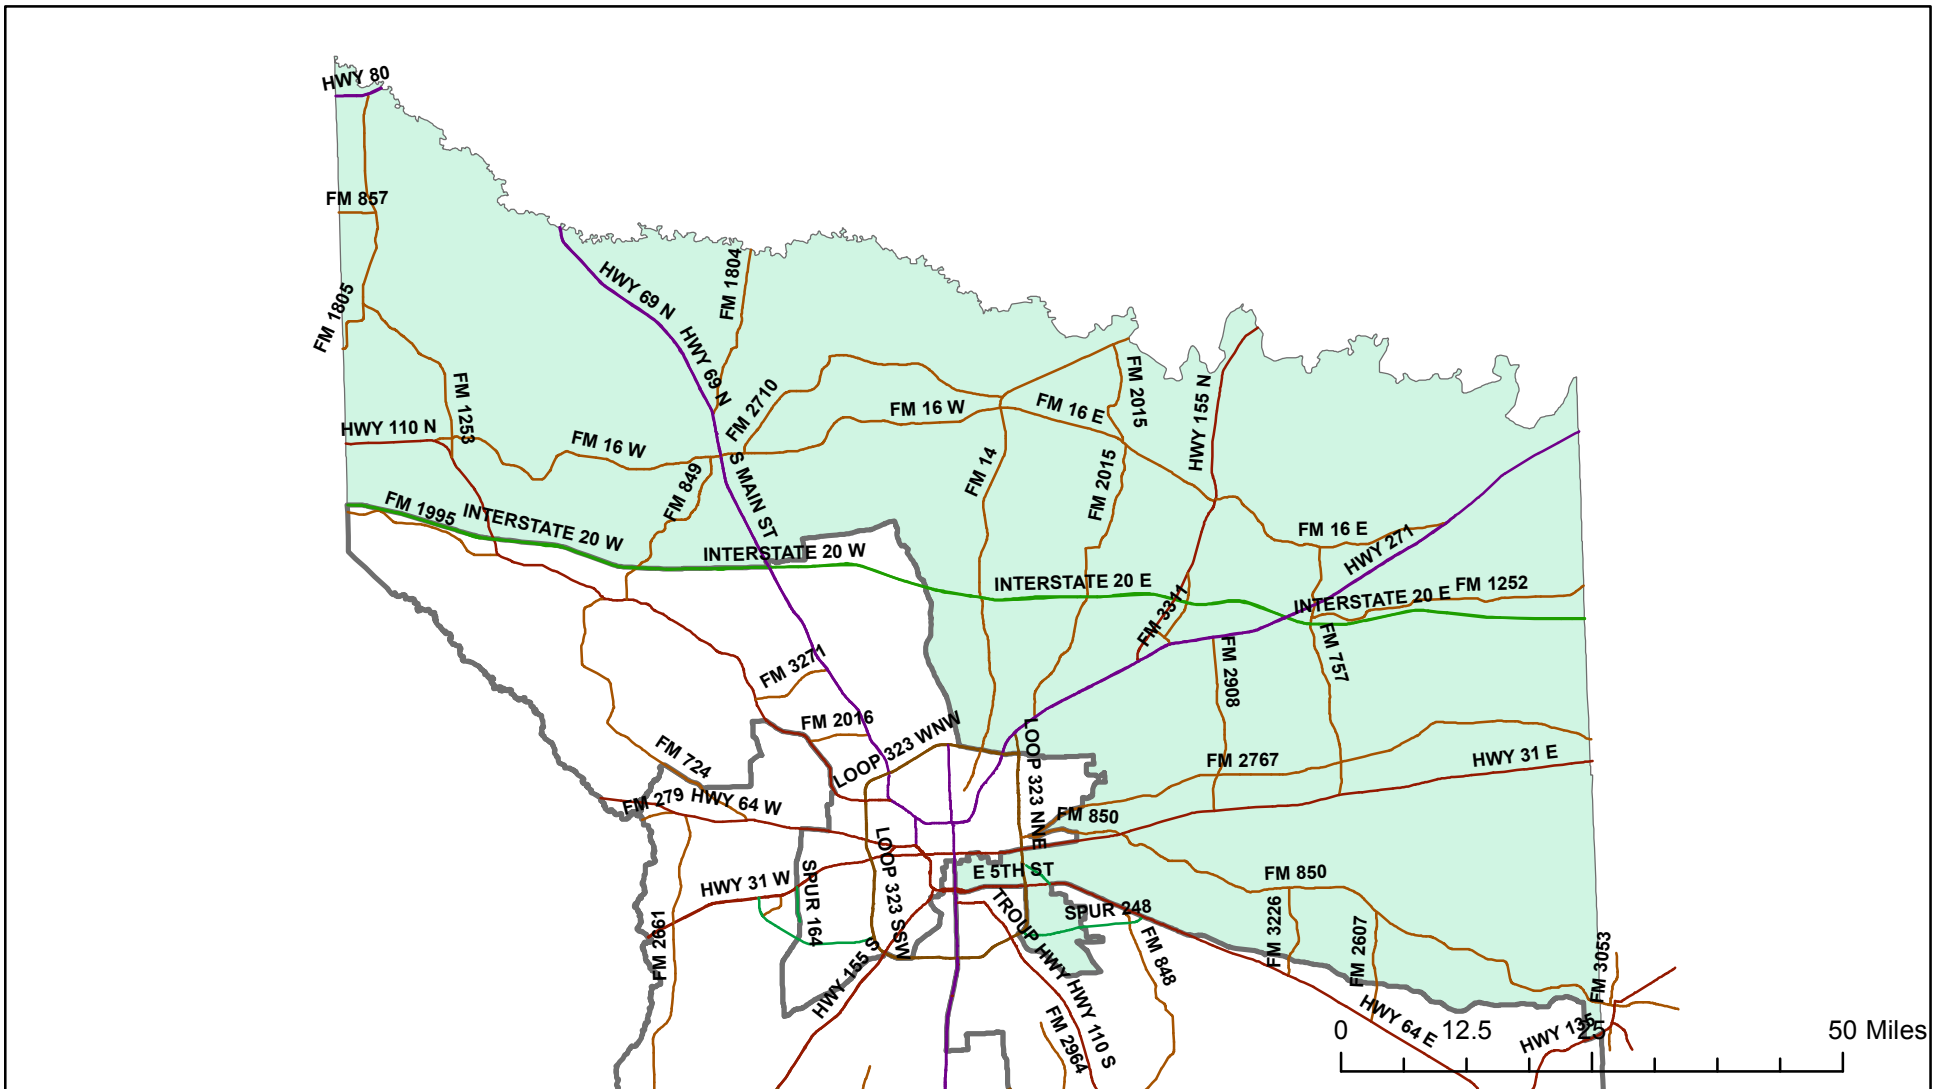 HWY 80
FM 857
FM 1805
HWY 69 N
FM 1804
HWY 69 N
FM 1253
FM 2710
FM 2015
HWY 155 N
HWY 110 N
FM 16 W
FM 16 W
FM 16 E
FM 849
S MAIN ST
FM 14
FM 2015
FM 1995
INTERSTATE 20 W
INTERSTATE 20 W
FM 16 E
HWY 271
INTERSTATE 20 E
FM 1252
INTERSTATE 20 E
FM 3311
FM 3271
FM 2908
FM 757
FM 2016
LOOP 323 WNW
LOOP 323 NNE
FM 724
FM 2767
HWY 31 E
FM 279
HWY 64 W
FM 850
LOOP 323 SSW
SPUR 164
HWY 31 W
E 5TH ST
FM 850
TROUP HWY
SPUR 248
FM 3226
FM 2607
FM 2661
HWY 155 S
FM 848
FM 3053
HWY 110 S
FM 2964
HWY 64 E
HWY 135
0 12.5 25 50 Miles